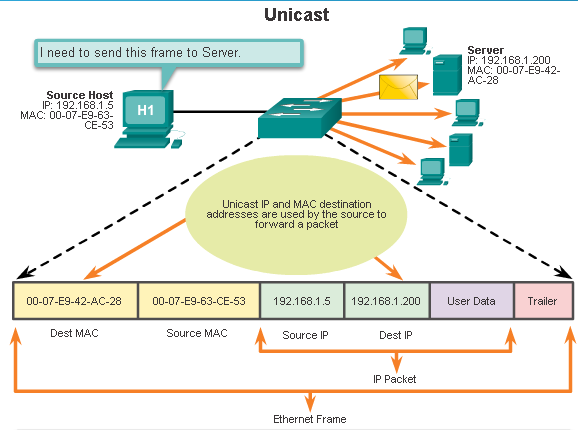 Unicast
I need to send this frame to Server.
Server
IP: 192.168.1.200
MAC: 00-07-E9-42-
AC-28
Source Host
IP: 192.168.1.5
MAC: 00-07-E9-63-
CE-53
H1
Unicast IP and MAC destination
addresses are used by the source to
forward a packet
00-07-E9-42-AC-28 00-07-E9-63-CE-53 192.168.1.5 192.168.1.200 User Data Trailer
Dest MAC Source MAC Source IP Dest IP
IP Packet
Ethernet Frame